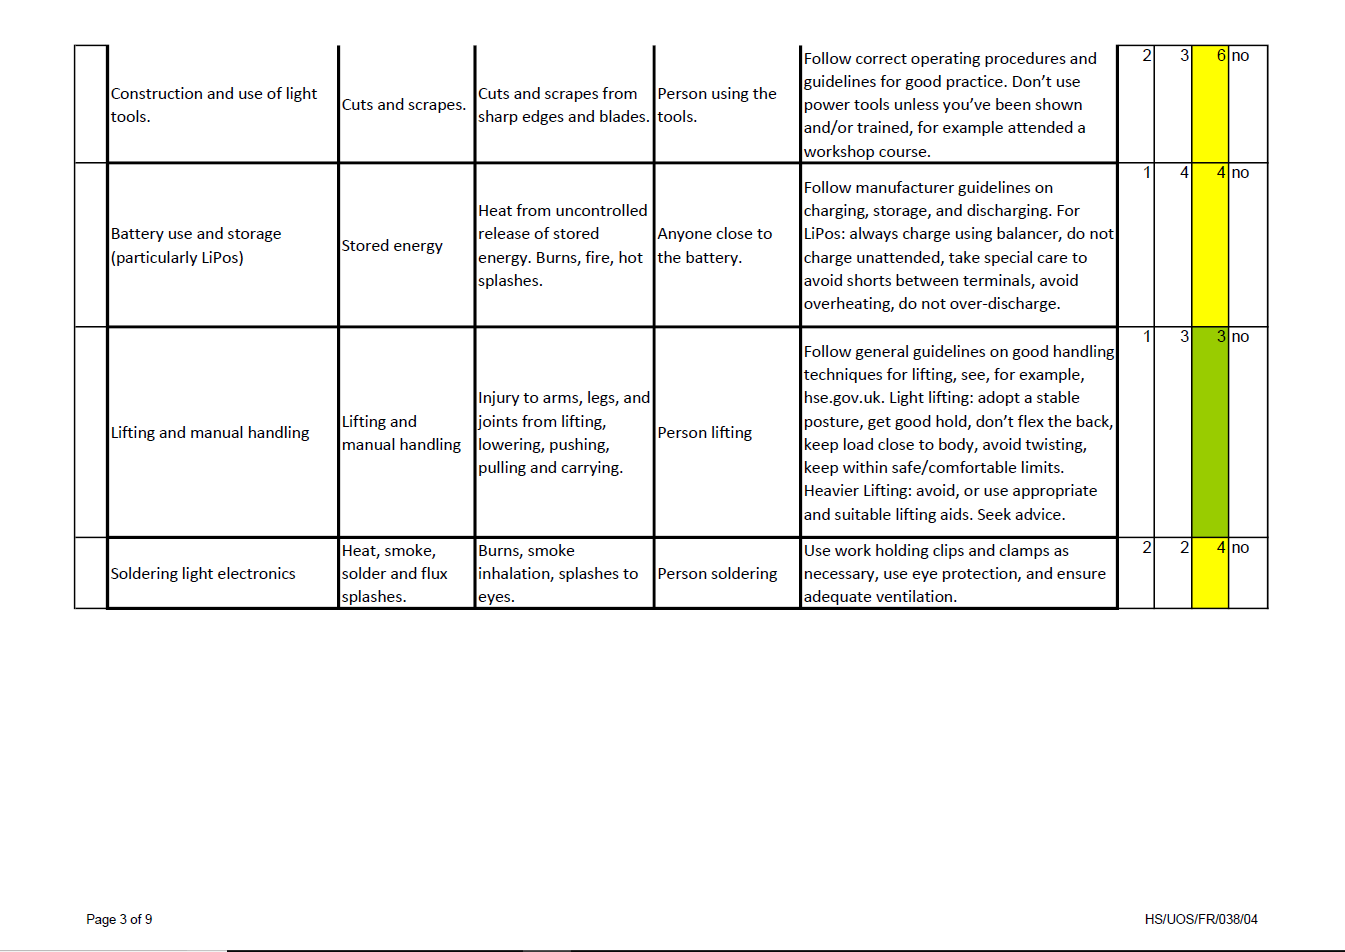 Construction and use of light
tools.
Cuts and scrapes.
Cuts and scrapes from
sharp edges and blades.
Person using the
tools.
Follow correct operating procedures and
guidelines for good practice. Don’t use
power tools unless you’ve been shown
and/or trained, for example attended a
workshop course.
2
3
6
no
Battery use and storage
(particularly LiPos)
Stored energy
Heat from uncontrolled
release of stored
energy. Burns, fire, hot
splashes.
Anyone close to
the battery.
Follow manufacturer guidelines on
charging, storage, and discharging. For
LiPos: always charge using balancer, do not
charge unattended, take special care to
avoid shorts between terminals, avoid
overheating, do not over-discharge.
1
4
4
no
Lifting and manual handling
Lifting and
manual handling
Injury to arms, legs, and
joints from lifting,
lowering, pushing,
pulling and carrying.
Person lifting
Follow general guidelines on good handling
techniques for lifting, see, for example,
hse.gov.uk. Light lifting: adopt a stable
posture, get good hold, don’t flex the back,
keep load close to body, avoid twisting,
keep within safe/comfortable limits.
Heavier Lifting: avoid, or use appropriate
and suitable lifting aids. Seek advice.
1
3
3
no
Soldering light electronics
Heat, smoke,
solder and flux
splashes.
Burns, smoke
inhalation, splashes to
eyes.
Person soldering
Use work holding clips and clamps as
necessary, use eye protection, and ensure
adequate ventilation.
2
2
4
no
Page 3 of 9
HS/UOS/FR/038/04